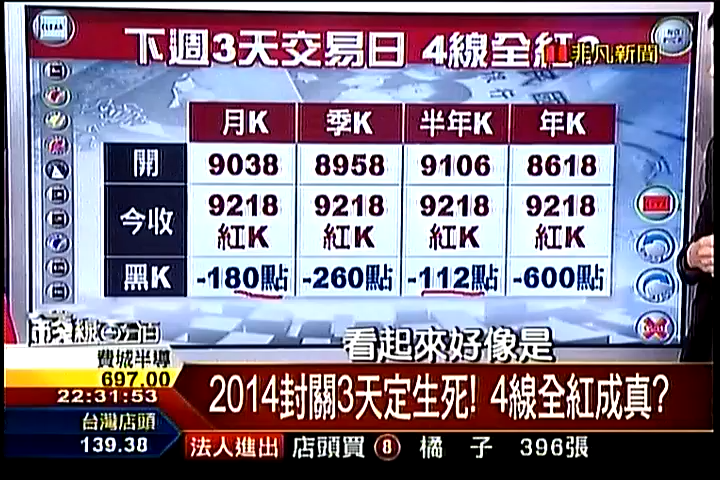 下週3天交易日 4線全紅?
非凡新聞
月K 季K 半年K 年K
開 9038 8958 9106 8618
今收 9218 9218 9218 9218
紅K 紅K 紅K 紅K
黑K -180點 -260點 -112點 -600點
看起來好像是
費城半導
697.00
2014封關3天定生死! 4線全紅成真?
22:31:53
台灣店頭
139.38
法人進出 店頭買 8 橘子 396張